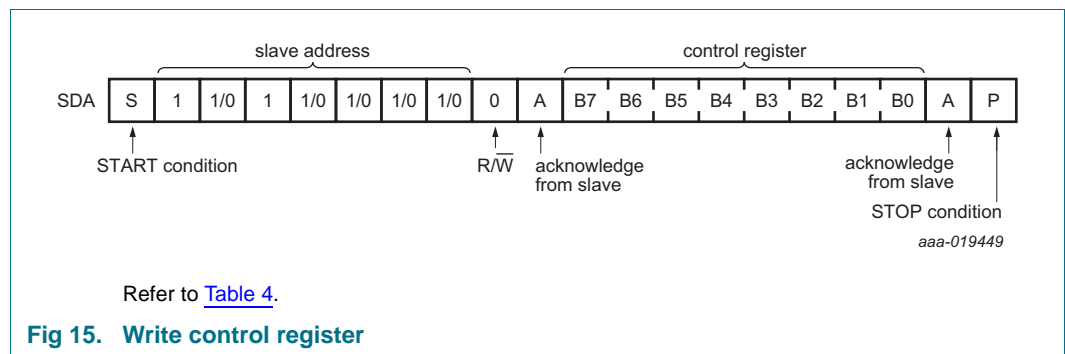 slave address
control register
SDA S 1 1/0 1 1/0 1/0 1/0 1/0 0 A B7 B6 B5 B4 B3 B2 B1 B0 A P
START condition
R/W̅
acknowledge
from slave
acknowledge
from slave
STOP condition
aaa-019449
Refer to Table 4.
Fig 15. Write control register